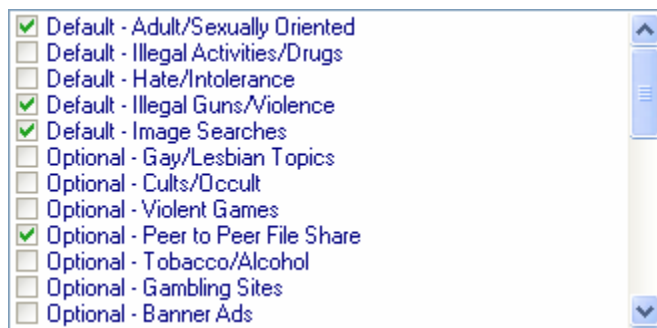 Default - Adult/Sexually Oriented
Default - Illegal Activities/Drugs
Default - Hate/Intolerance
Default - Illegal Guns/Violence
Default - Image Searches
Optional - Gay/Lesbian Topics
Optional - Cults/Occult
Optional - Violent Games
Optional - Peer to Peer File Share
Optional - Tobacco/Alcohol
Optional - Gambling Sites
Optional - Banner Ads